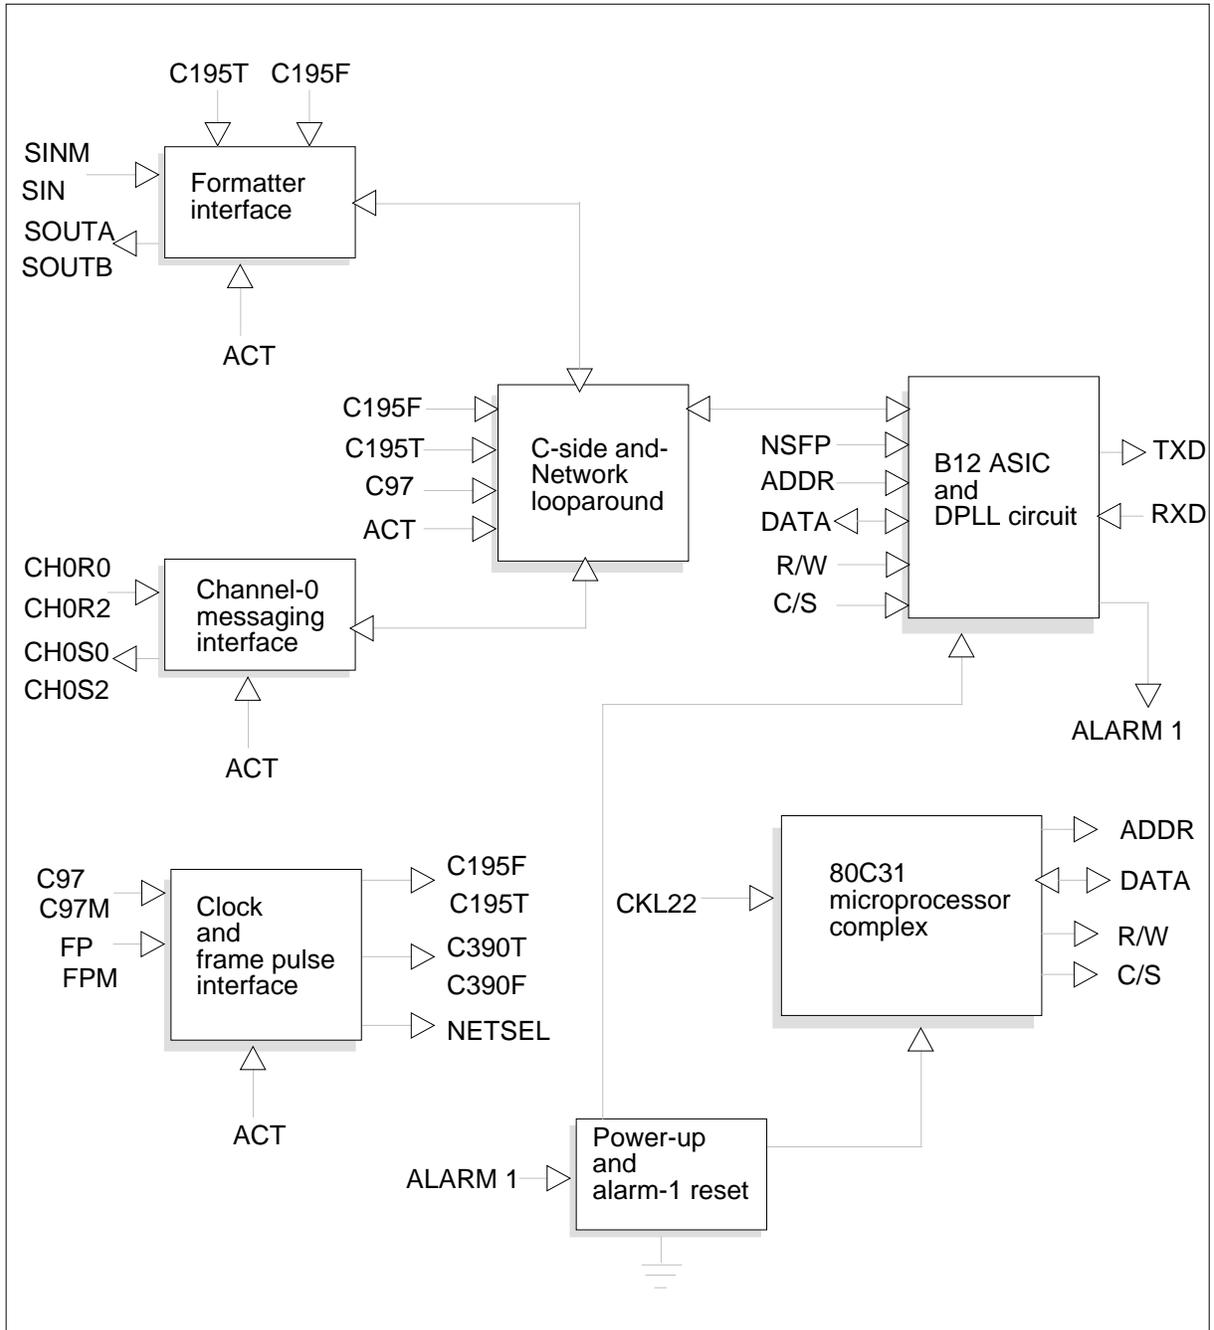 C195T C195F
SINM
SIN
SOUTA
SOUTB
Formatter
interface
ACT
C195F
C195T
C97
ACT
C-side and-
Network
looparound
NSFP
ADDR
DATA
R/W
C/S
B12 ASIC
and
DPLL circuit
TXD
RXD
ALARM 1
CH0R0
CH0R2
CH0S0
CH0S2
Channel-0
messaging
interface
ACT
C97
C97M
FP
FPM
Clock
and
frame pulse
interface
C195F
C195T
C390T
C390F
NETSEL
ACT
CKL22
80C31
microprocessor
complex
ADDR
DATA
R/W
C/S
ALARM 1
Power-up
and
alarm-1 reset